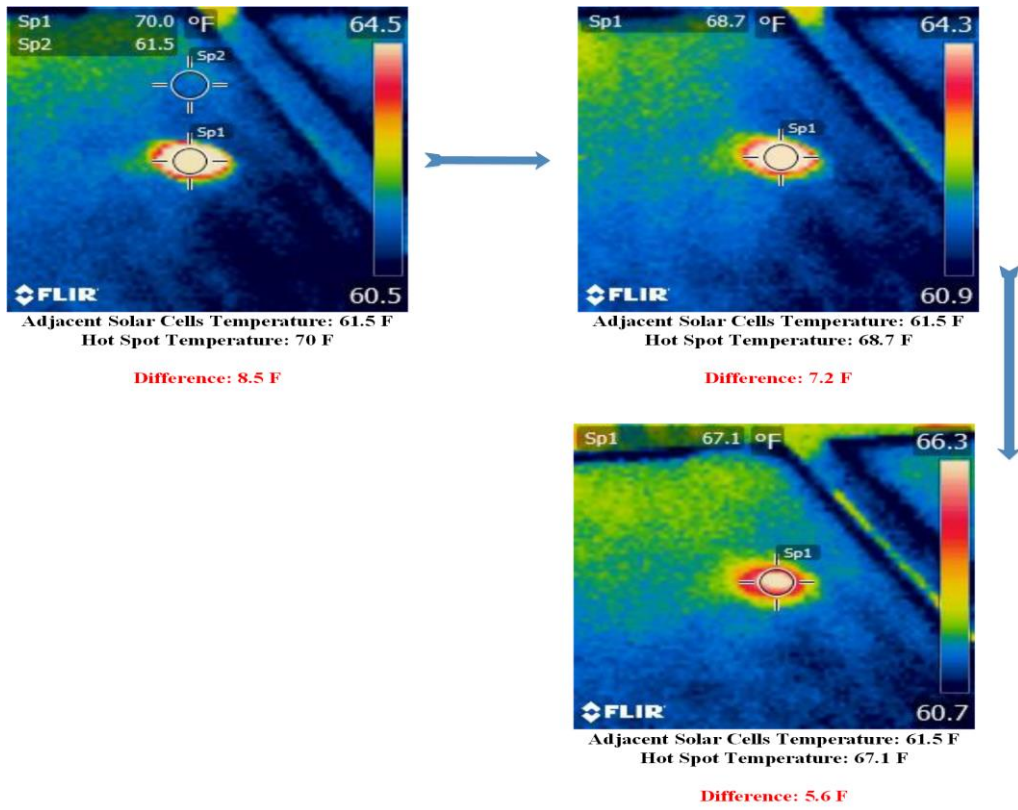 Sp1 70.0 °F 64.5
Sp2 61.5
Sp2
Sp1
FLIR 60.5
Adjacent Solar Cells Temperature: 61.5 F
Hot Spot Temperature: 70 F
Difference: 8.5 F
Sp1 68.7 °F 64.3
Sp1
FLIR 60.9
Adjacent Solar Cells Temperature: 61.5 F
Hot Spot Temperature: 68.7 F
Difference: 7.2 F
Sp1 67.1 °F 66.3
Sp1
FLIR 60.7
Adjacent Solar Cells Temperature: 61.5 F
Hot Spot Temperature: 67.1 F
Difference: 5.6 F